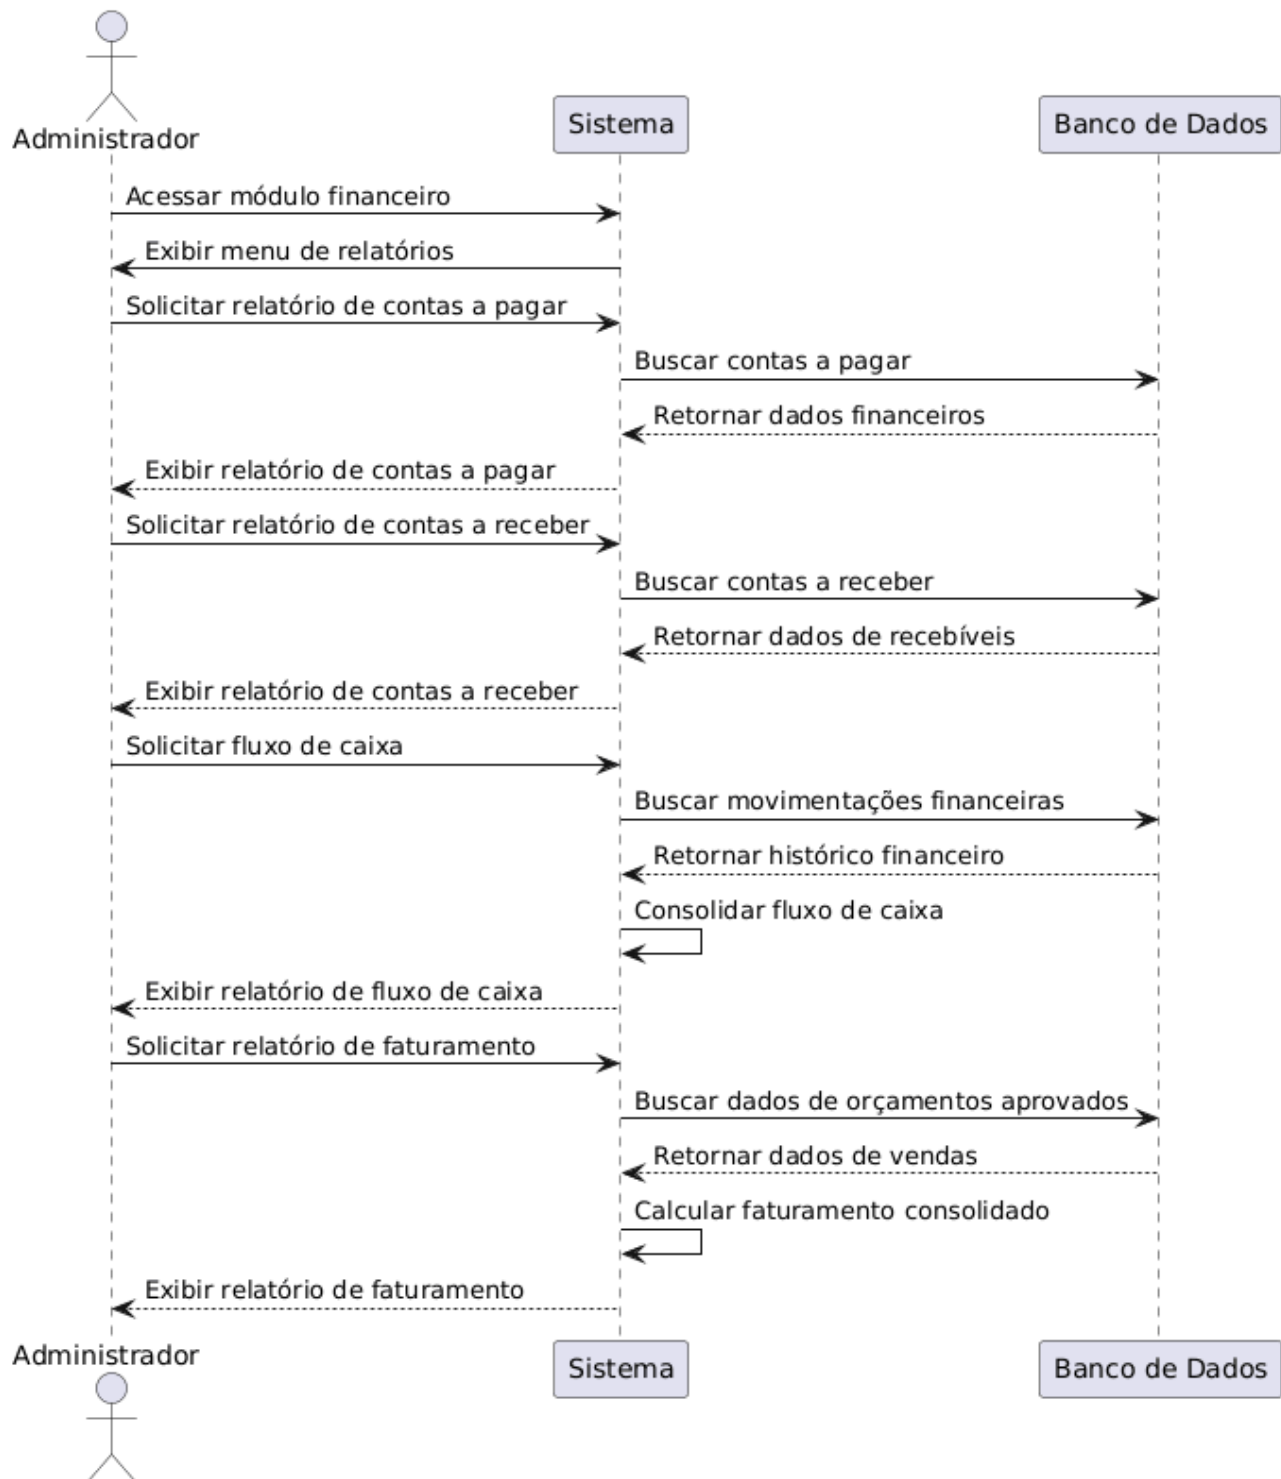 Administrador
Sistema
Banco de Dados
Acessar módulo financeiro
Exibir menu de relatórios
Solicitar relatório de contas a pagar
Buscar contas a pagar
Retornar dados financeiros
Exibir relatório de contas a pagar
Solicitar relatório de contas a receber
Buscar contas a receber
Retornar dados de recebíveis
Exibir relatório de contas a receber
Solicitar fluxo de caixa
Buscar movimentações financeiras
Retornar histórico financeiro
Consolidar fluxo de caixa
Exibir relatório de fluxo de caixa
Solicitar relatório de faturamento
Buscar dados de orçamentos aprovados
Retornar dados de vendas
Calcular faturamento consolidado
Exibir relatório de faturamento
Administrador
Sistema
Banco de Dados